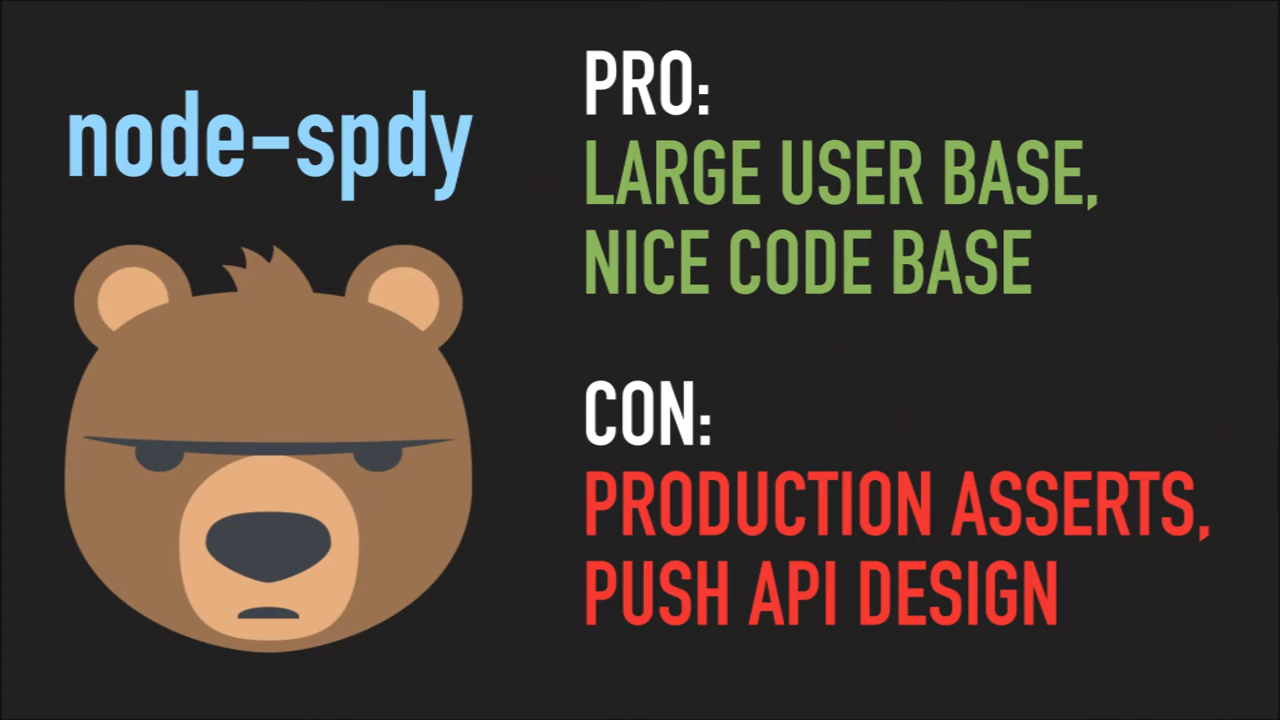 node-spdy
PRO:
LARGE USER BASE,
NICE CODE BASE
CON:
PRODUCTION ASSERTS,
PUSH API DESIGN